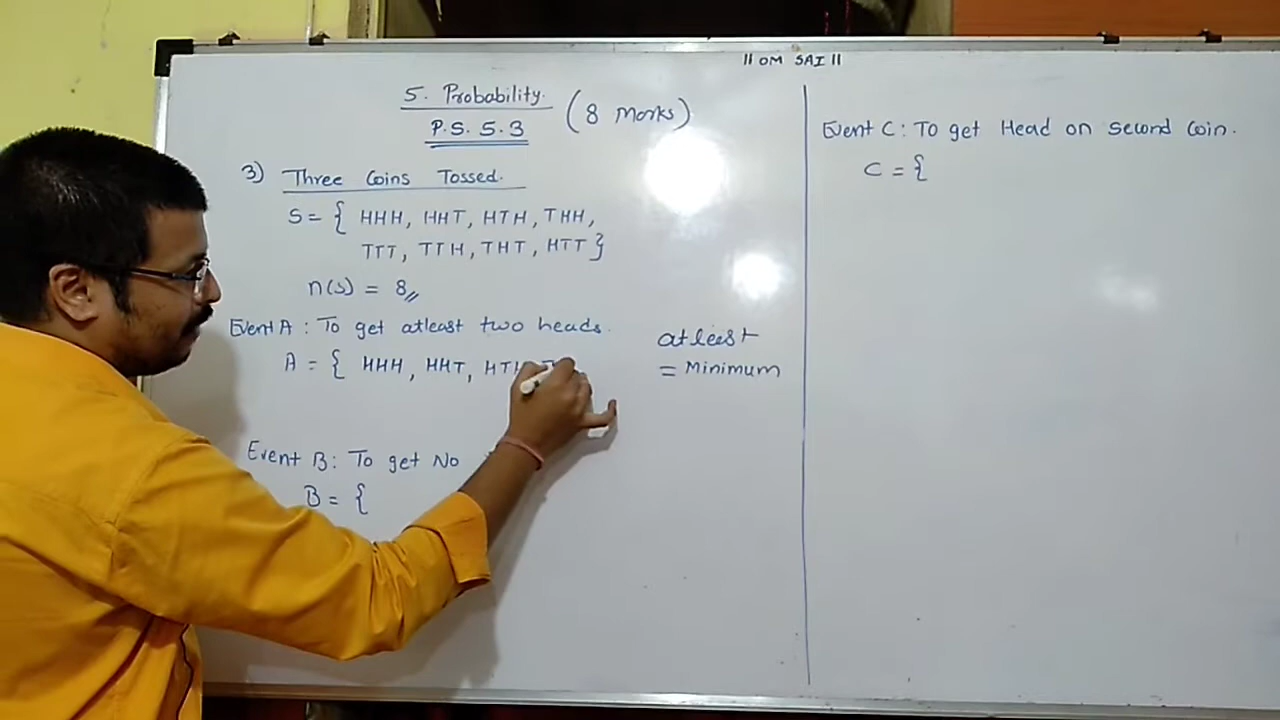 || OM SAI ||
5. Probability.
P.S. 5.3
(8 Marks)
3) Three Coins Tossed.
S = { HHH, HHT, HTH, THH,
TTT, TTH, THT, HTT }
n(s) = 8
Event A : To get atleast two heads.
A = { HHH, HHT,
atleast
= Minimum
Event B : To get No
B = {
Event C : To get Head on Second Coin.
C = {